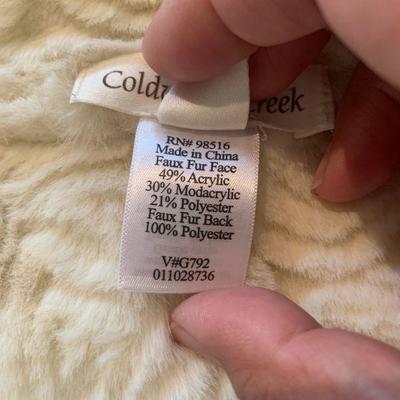 Cold
eek
RN# 98516
Made in China
Faux Fur Face
49% Acrylic
30% Modacrylic
21% Polyester
Faux Fur Back
100% Polyester
V#G792
011028736